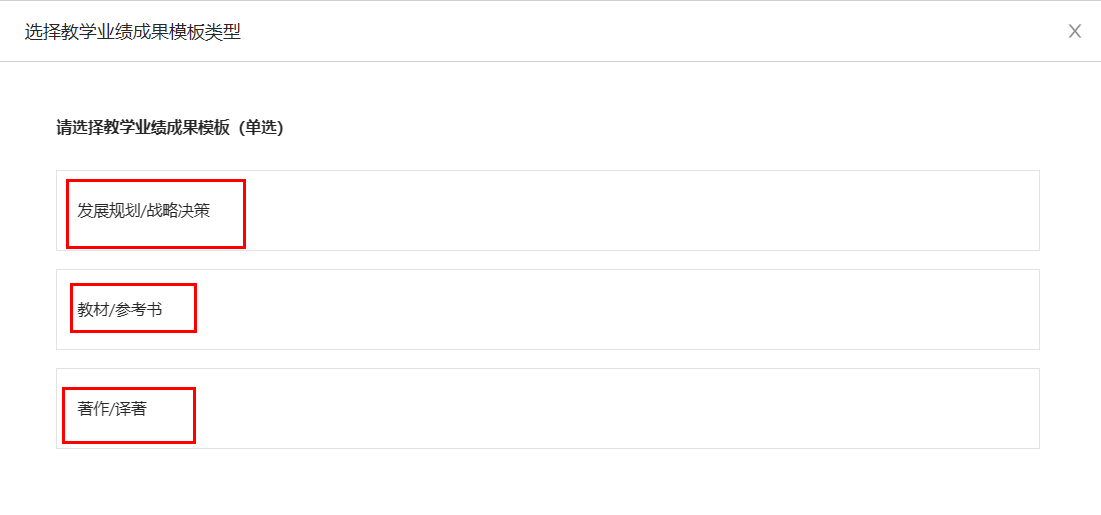 选择教学业绩成果模板类型
X
请选择教学业绩成果模板（单选）
发展规划/战略决策
教材/参考书
著作/译著